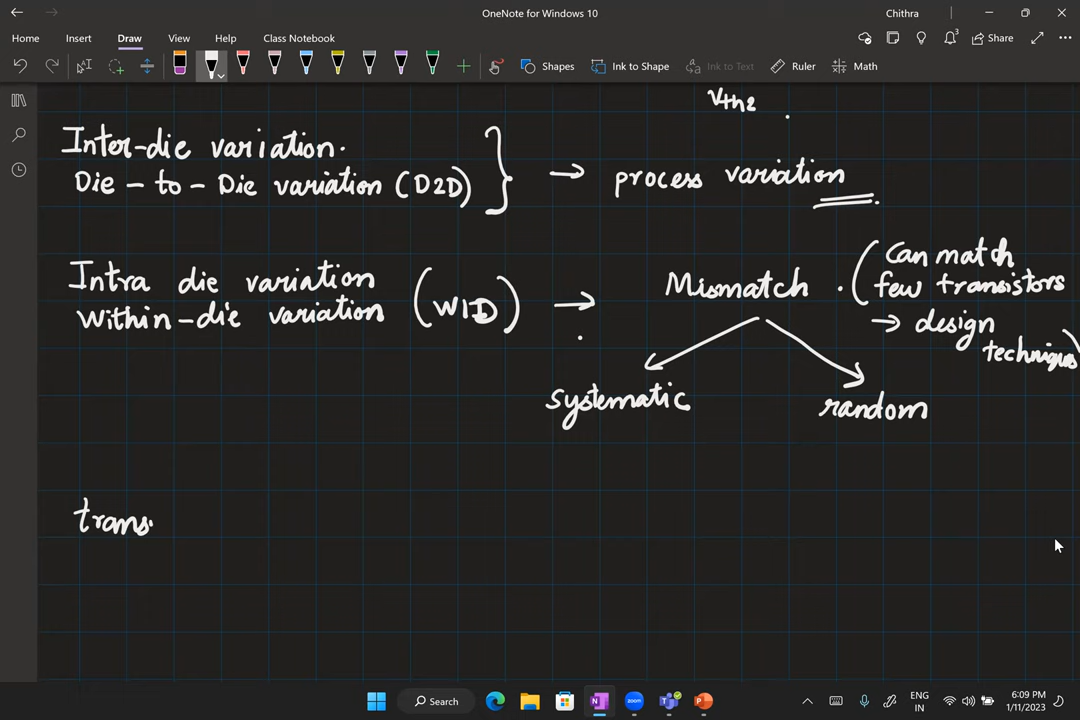 OneNote for Windows 10
Chithra
Home Insert Draw View Help Class Notebook
Share
Shapes Ink to Shape Ink to Text Ruler Math
Vth2
Inter-die variation.
Die - to - Die variation (D2D)
→ process variation
Intra die variation
Within-die variation (WID)
→ Mismatch . (Can match
few transistors
→ design
techniques)
systematic
random
trans
Search
ENG
IN
6:09 PM
1/11/2023